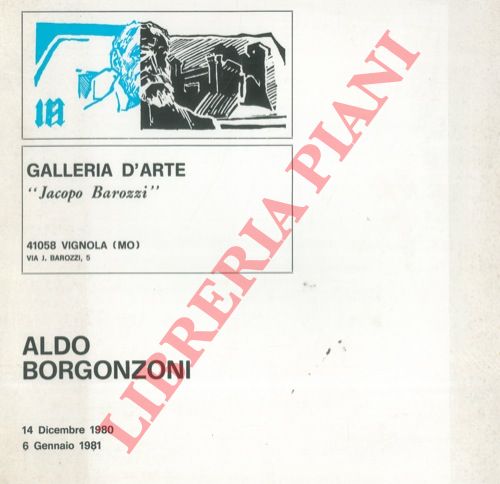 GALLERIA D'ARTE
"Jacopo Barozzi"
41058 VIGNOLA (MO)
VIA J. BAROZZI, 5
ALDO
BORGONZONI
14 Dicembre 1980
6 Gennaio 1981
LIBRERIA PIANI